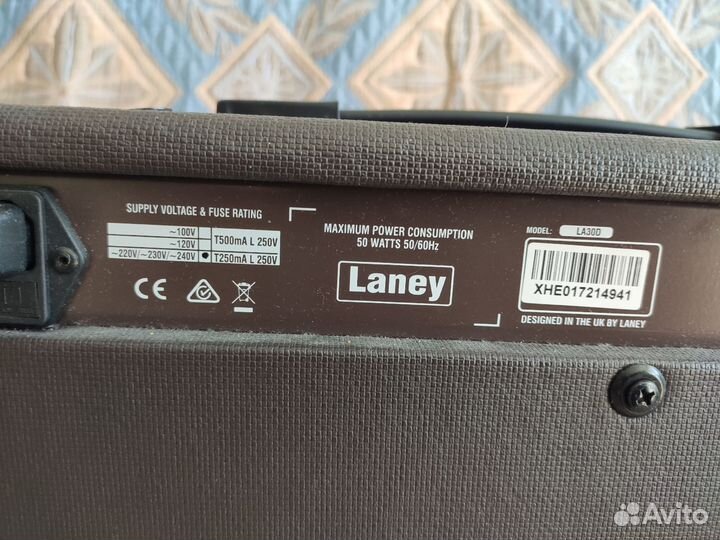 SUPPLY VOLTAGE & FUSE RATING
~100V
~120V
T500mA L 250V
~220V/~230V/~240V
T250mA L 250V
CE
MAXIMUM POWER CONSUMPTION
50 WATTS 50/60Hz
Laney
MODEL: LA30D
XHE017214941
DESIGNED IN THE UK BY LANEY
Avito